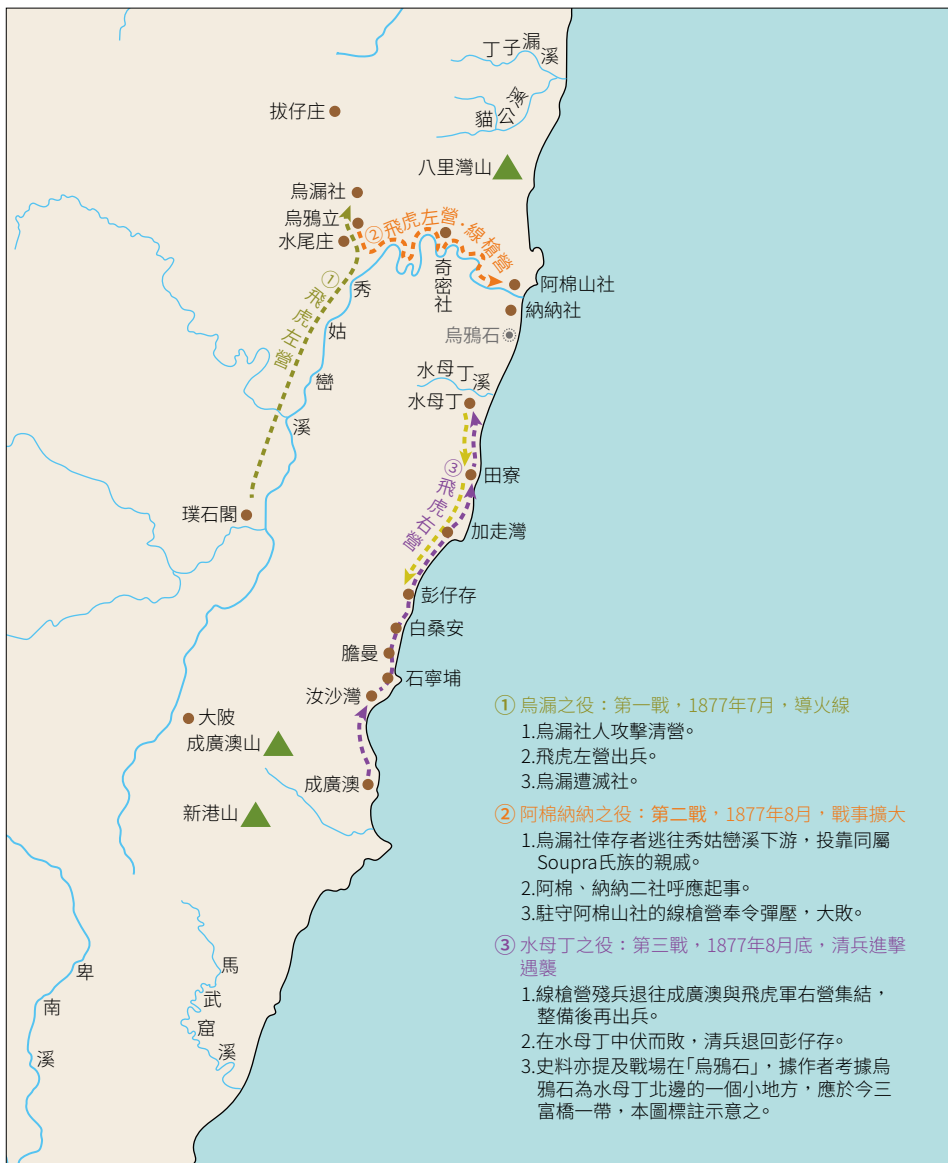 丁子漏溪
貓公溪
拔仔庄
八里灣山
烏漏社
烏鴉立
水尾庄
②飛虎左營·線槍營
奇密社
阿棉山社
納納社
烏鴉石
①飛虎左營
秀姑巒溪
水母丁溪
水母丁
③飛虎右營
田寮
璞石閣
加走灣
彭仔存
白桑安
膽曼
石寧埔
汝沙灣
大陂
成廣澳山
成廣澳
新港山
卑南溪
馬武窟溪
①烏漏之役：第一戰，1877年7月，導火線
1.烏漏社人攻擊清營。
2.飛虎左營出兵。
3.烏漏遭滅社。
②阿棉納納之役：第二戰，1877年8月，戰事擴大
1.烏漏社倖存者逃往秀姑巒溪下游，投靠同屬
Soupra氏族的親戚。
2.阿棉、納納二社呼應起事。
3.駐守阿棉山社的線槍營奉令彈壓，大敗。
③水母丁之役：第三戰，1877年8月底，清兵進擊
遇襲
1.線槍營殘兵退往成廣澳與飛虎軍右營集結，
整備後再出兵。
2.在水母丁中伏而敗，清兵退回彭仔存。
3.史料亦提及戰場在「烏鴉石」，據作者考據烏
鴉石為水母丁北邊的一個小地方，應於今三
富橋一帶，本圖標註示意之。